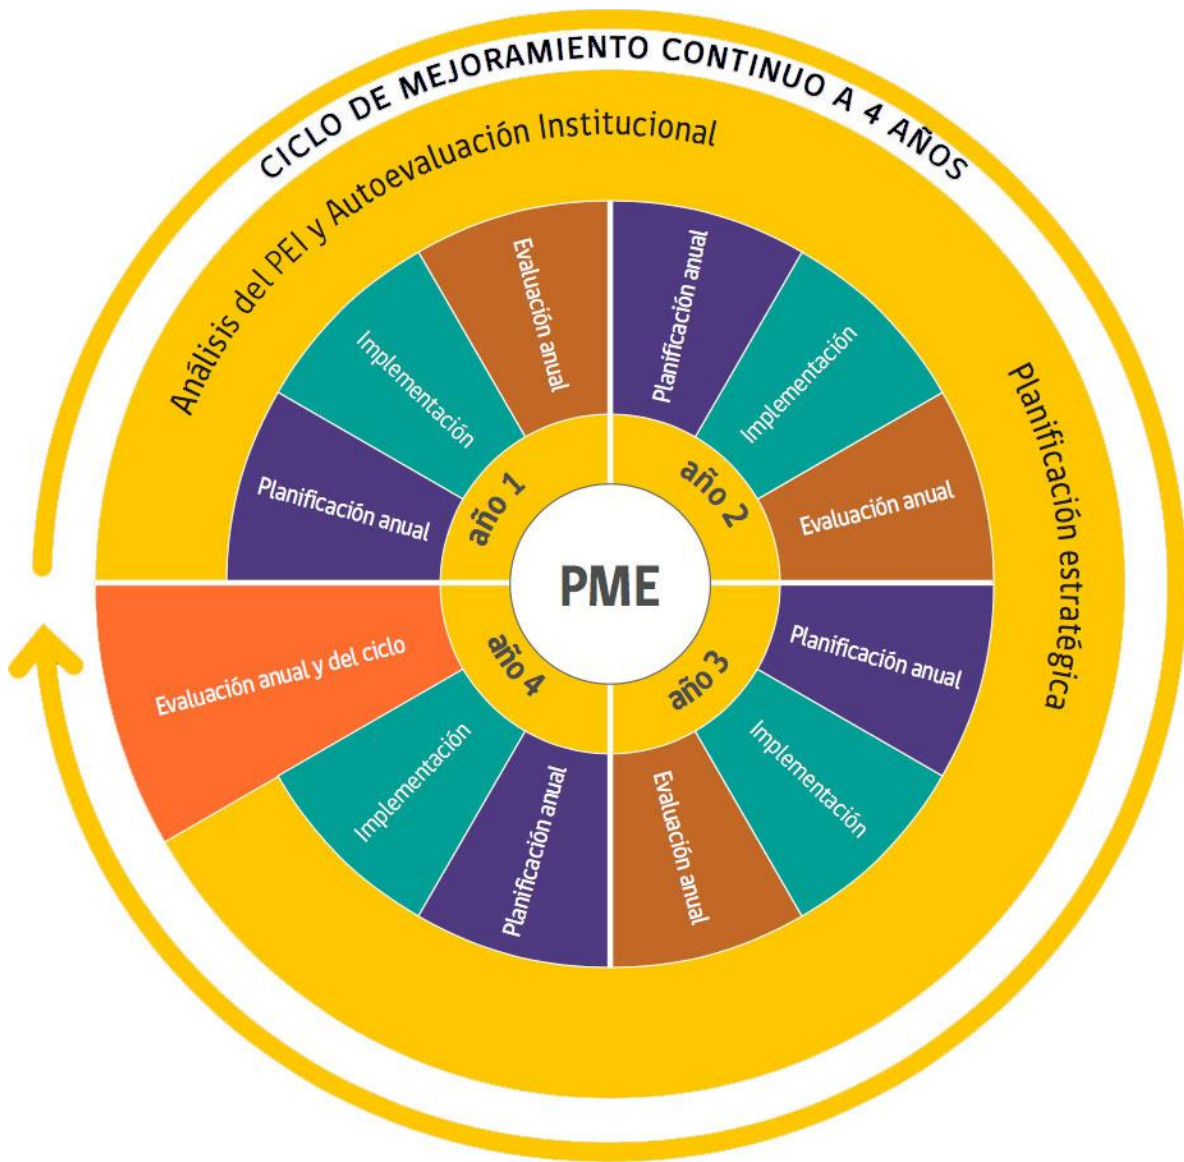 CICLO DE MEJORAMIENTO CONTINUO A 4 AÑOS
Análisis del PEI y Autoevaluación Institucional
Planificación estratégica
PME
año 1
Planificación anual
Implementación
Evaluación anual
año 2
Planificación anual
Implementación
Evaluación anual
año 3
Planificación anual
Implementación
Evaluación anual
año 4
Planificación anual
Implementación
Evaluación anual y del ciclo